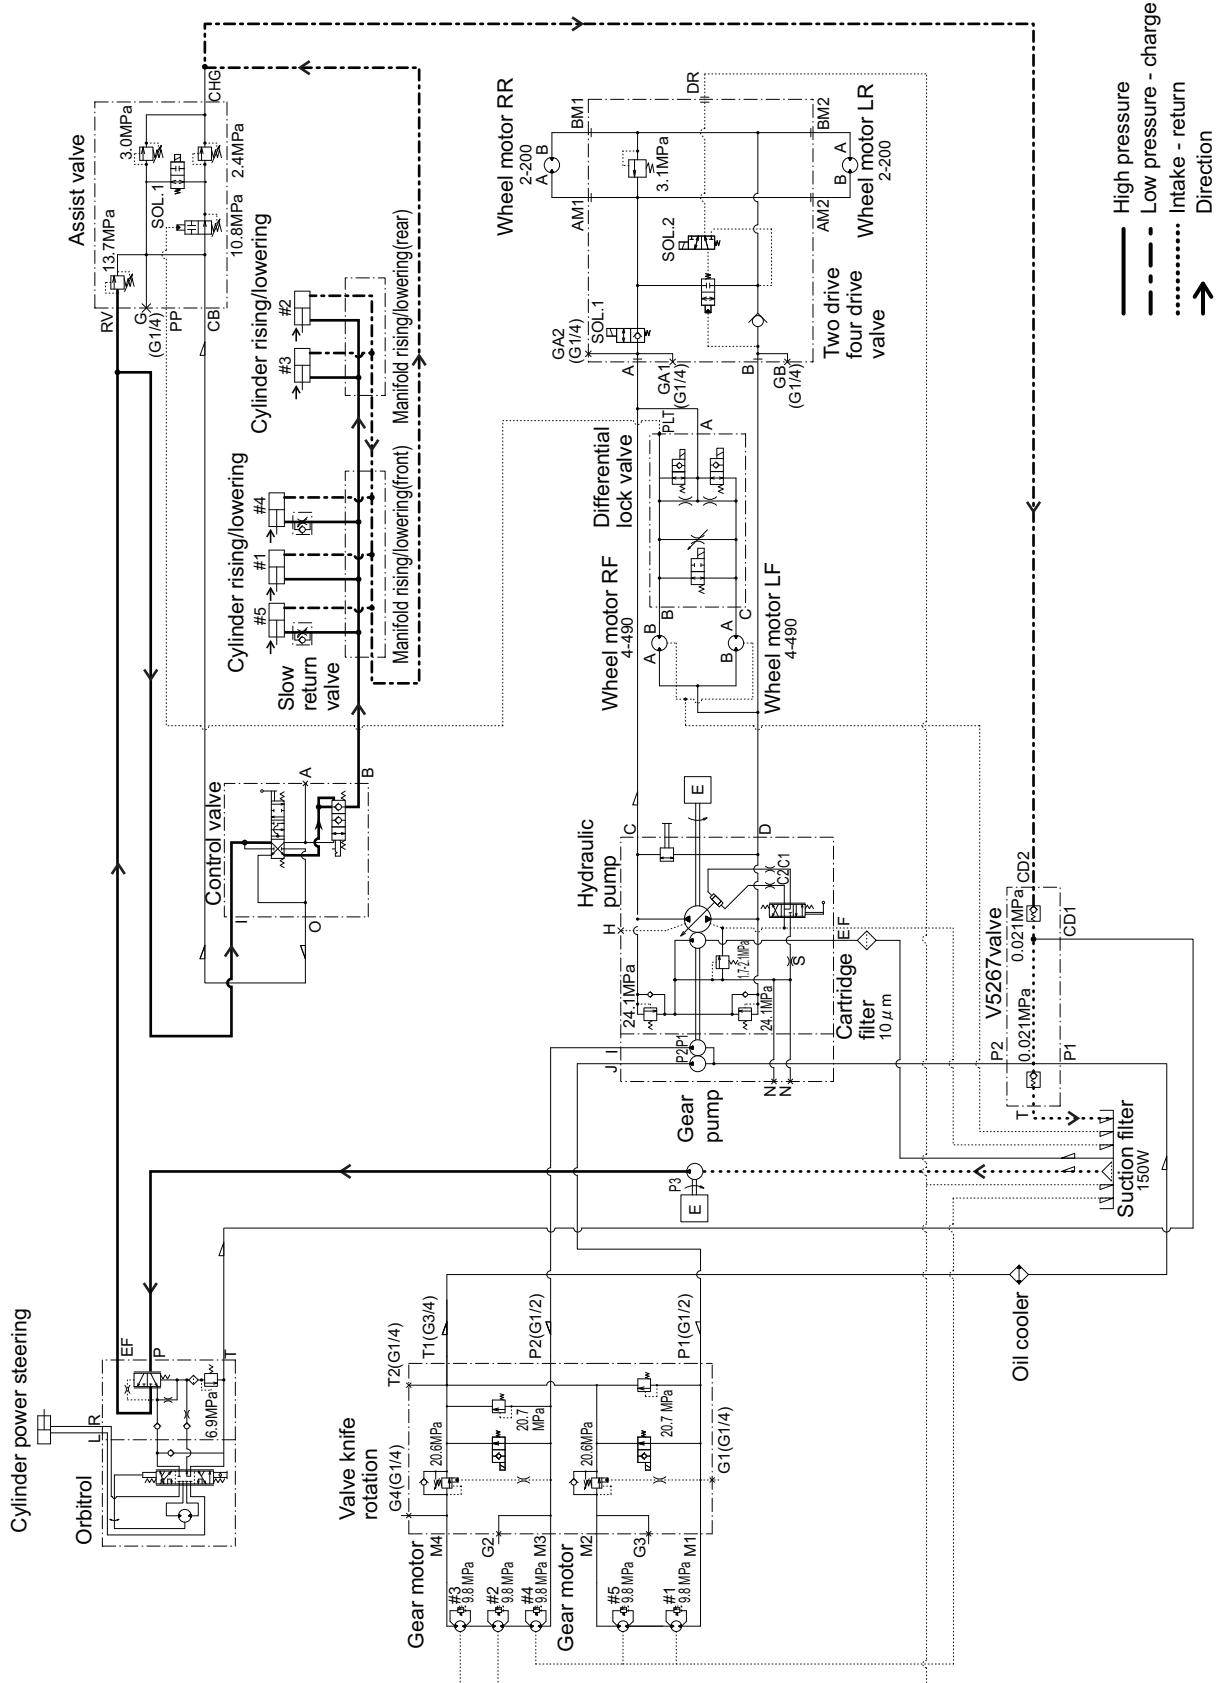 Cylinder power steering
Orbitrol
L
R
EF
P
T
6.9MPa
Valve knife
rotation
G4(G1/4)
T2(G1/4)
T1(G3/4)
P2(G1/2)
P1(G1/2)
G1(G1/4)
20.6MPa
20.7
MPa
20.6MPa
20.7 MPa
M4
G2
M3
M2
G3
M1
Gear motor
Gear motor
#3
9.8 MPa
#2
9.8 MPa
#4
9.8 MPa
#5
9.8 MPa
#1
9.8 MPa
Oil cooler
P3
E
Suction filter
150W
Gear
pump
J
I
P2
P1
N
N
Hydraulic
pump
H
C
D
E
24.1MPa
24.1MPa
1.7-2.1MPa
S
C2
C1
E
F
Cartridge
filter
10μm
V5267valve
P2
P1
T
0.021MPa
0.021MPa
CD2
CD1
Control valve
I
O
A
B
Slow
return
valve
Cylinder rising/lowering
#5
#1
#4
Manifold rising/lowering(front)
Cylinder rising/lowering
#3
#2
Manifold rising/lowering(rear)
Assist valve
RV
G
(G1/4)
PP
CB
13.7MPa
SOL.1
3.0MPa
10.8MPa
2.4MPa
CHG
Wheel motor RF
4-490
A
B
Wheel motor LF
4-490
B
A
Differential
lock valve
B
C
PLT
A
GA2
(G1/4)
A
GA1
(G1/4)
B
GB
(G1/4)
SOL.1
SOL.2
3.1MPa
Two drive
four drive
valve
AM1
BM1
AM2
BM2
DR
Wheel motor RR
2-200
A
B
Wheel motor LR
2-200
B
A
High pressure
Low pressure - charge
Intake - return
Direction